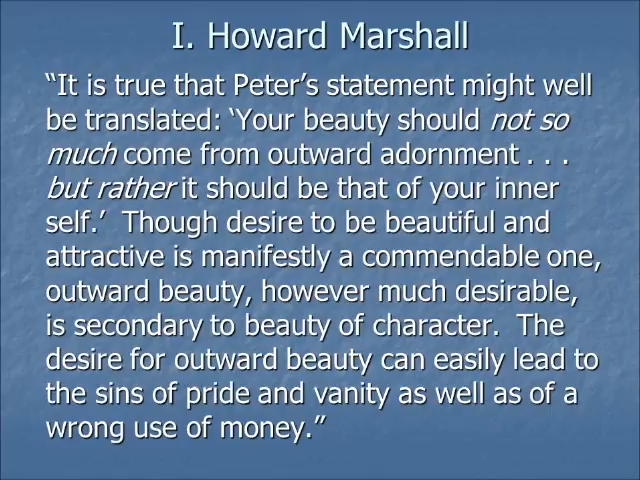 I. Howard Marshall
“It is true that Peter’s statement might well
be translated: ‘Your beauty should not so
much come from outward adornment . . .
but rather it should be that of your inner
self.’  Though desire to be beautiful and
attractive is manifestly a commendable one,
outward beauty, however much desirable,
is secondary to beauty of character.  The
desire for outward beauty can easily lead to
the sins of pride and vanity as well as of a
wrong use of money.”